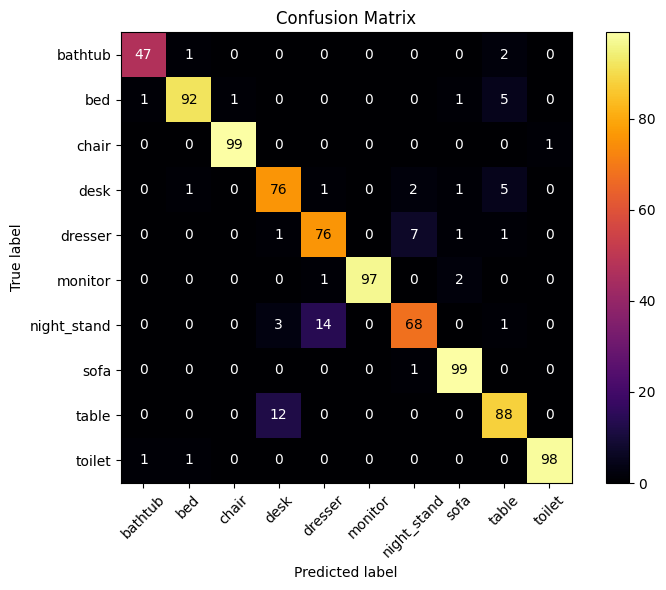 Confusion Matrix
True label
bathtub 47 1 0 0 0 0 0 0 2 0
bed 1 92 1 0 0 0 0 1 5 0
chair 0 0 99 0 0 0 0 0 0 1
desk 0 1 0 76 1 0 2 1 5 0
dresser 0 0 0 1 76 0 7 1 1 0
monitor 0 0 0 0 1 97 0 2 0 0
night_stand 0 0 0 3 14 0 68 0 1 0
sofa 0 0 0 0 0 0 1 99 0 0
table 0 0 0 12 0 0 0 0 88 0
toilet 1 1 0 0 0 0 0 0 0 98
bathtub bed chair desk dresser monitor night_stand sofa table toilet
Predicted label
80
60
40
20
0